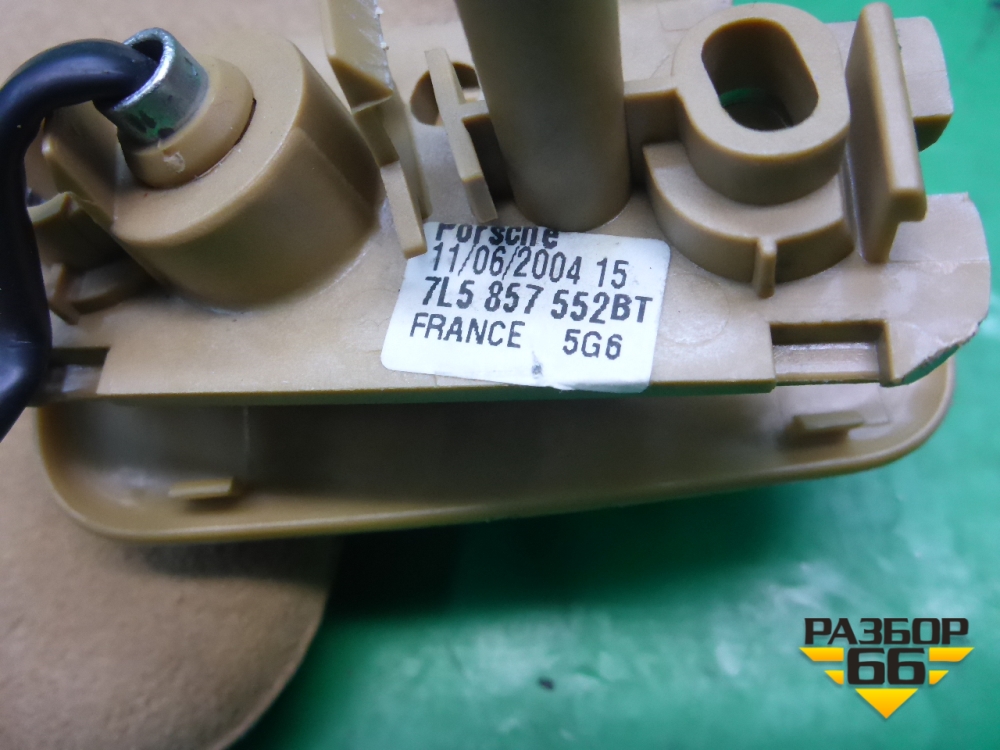 Porsche
11/06/2004 15
7L5 857 552BT
FRANCE 5G6
РАЗБОР
66